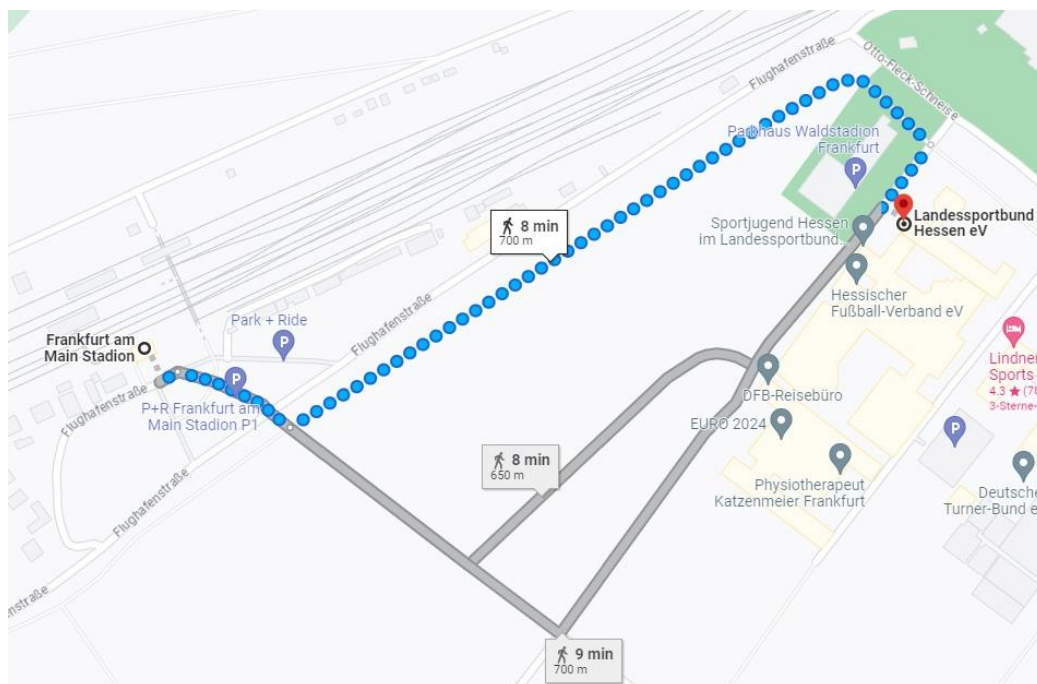 Flughafenstraße
Otto-Fleck-Schneise
Parkhaus Waldstadion
Frankfurt
P
Landessportbund
Hessen eV
8 min
700 m
Sportjugend Hessen
im Landessportbund...
Hessischer
Fußball-Verband eV
Flughafenstraße
Park + Ride
P
Frankfurt am
Main Stadion
P
P+R Frankfurt am
Main Stadion P1
Flughafenstraße
Lindner
Sports
4.3 ★
3-Sterne-
DFB-Reisebüro
EURO 2024
P
8 min
650 m
Physiotherapeut
Katzenmeier Frankfurt
Deutsche
Turner-Bund e
Flughafenstraße
enstraße
9 min
700 m